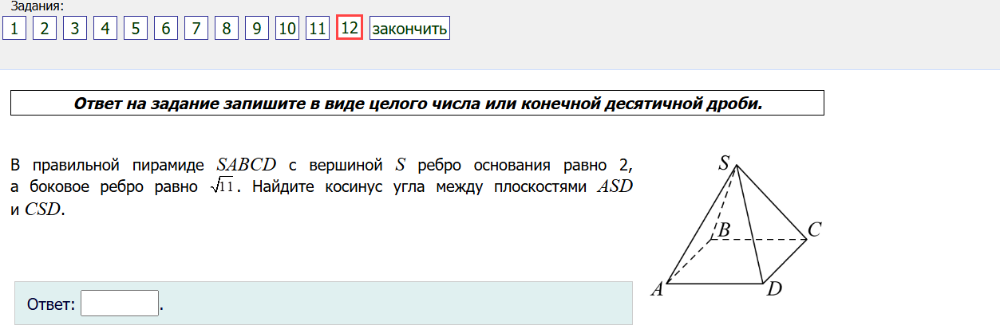 Задания:
1 2 3 4 5 6 7 8 9 10 11 12 закончить
Ответ на задание запишите в виде целого числа или конечной десятичной дроби.
В правильной пирамиде SABCD с вершиной S ребро основания равно 2,
а боковое ребро равно √11. Найдите косинус угла между плоскостями ASD
и CSD.
S
B
C
A
D
Ответ: .